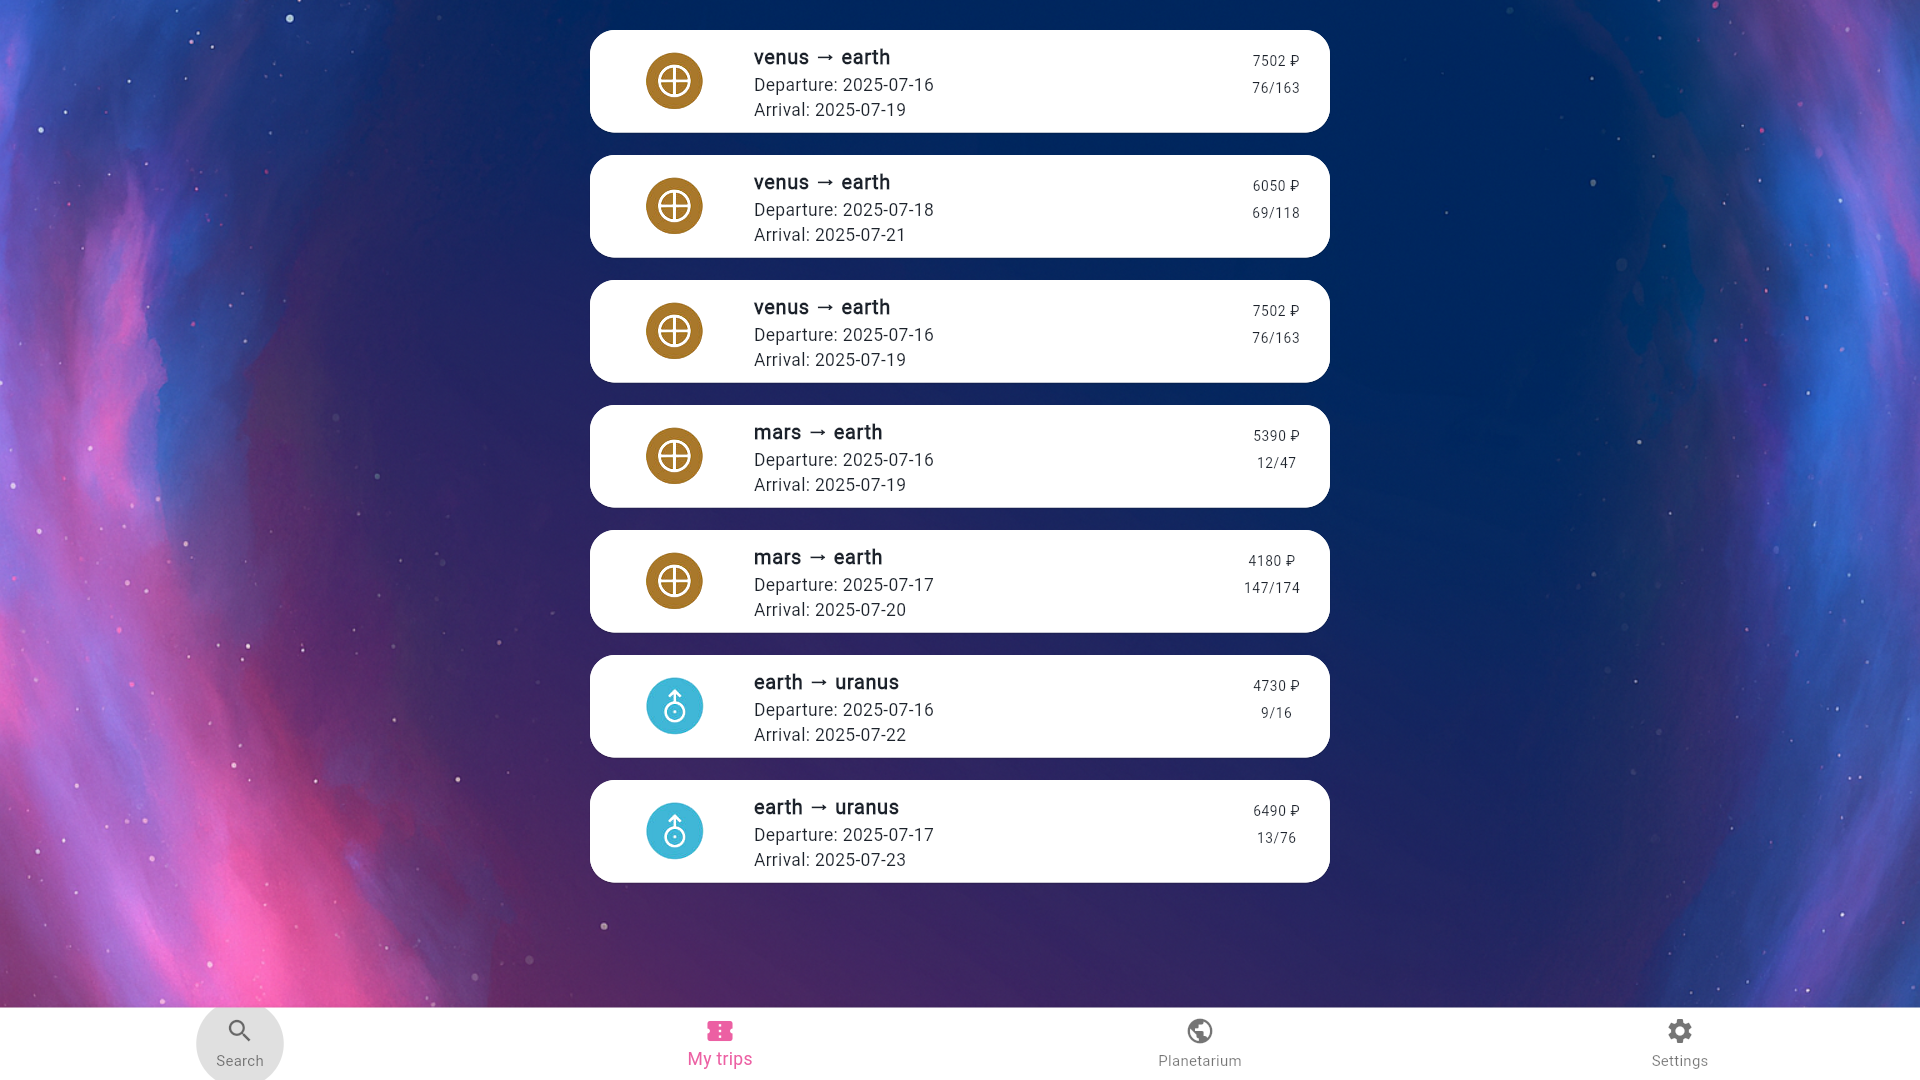 venus → earth
Departure: 2025-07-16
Arrival: 2025-07-19
7502 ₽
76/163
venus → earth
Departure: 2025-07-18
Arrival: 2025-07-21
6050 ₽
69/118
venus → earth
Departure: 2025-07-16
Arrival: 2025-07-19
7502 ₽
76/163
mars → earth
Departure: 2025-07-16
Arrival: 2025-07-19
5390 ₽
12/47
mars → earth
Departure: 2025-07-17
Arrival: 2025-07-20
4180 ₽
147/174
earth → uranus
Departure: 2025-07-16
Arrival: 2025-07-22
4730 ₽
9/16
earth → uranus
Departure: 2025-07-17
Arrival: 2025-07-23
6490 ₽
13/76
Search
My trips
Planetarium
Settings